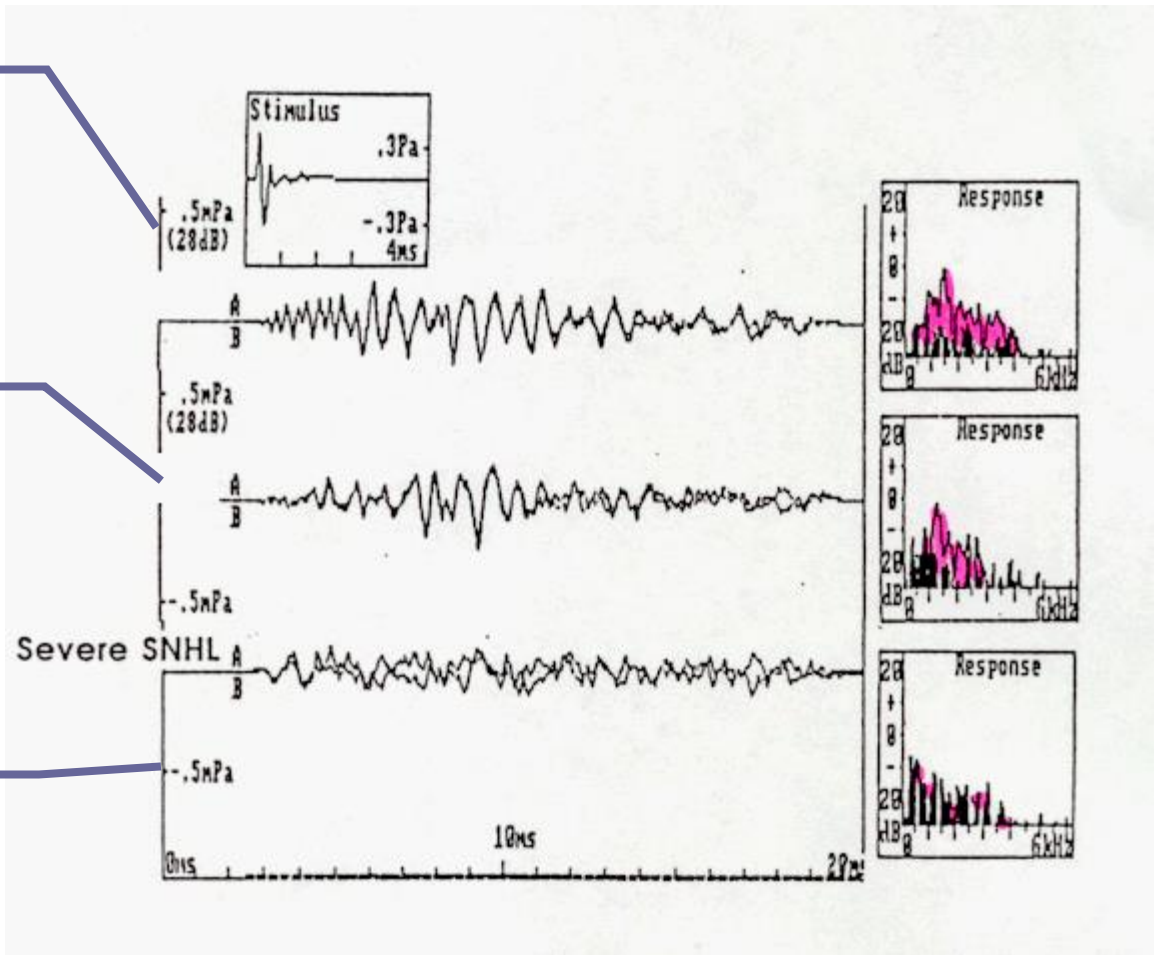 Stimulus
.3Pa
-.3Pa
4ms
.5mPa
(28dB)
A
B
Response
20
+
0
-
20
dB
0
6kHz
.5mPa
(28dB)
A
B
-.5mPa
Response
20
+
0
-
20
dB
0
6kHz
Severe SNHL
A
B
-.5mPa
Response
20
+
0
-
20
dB
0
6kHz
0ms
10ms
20ms